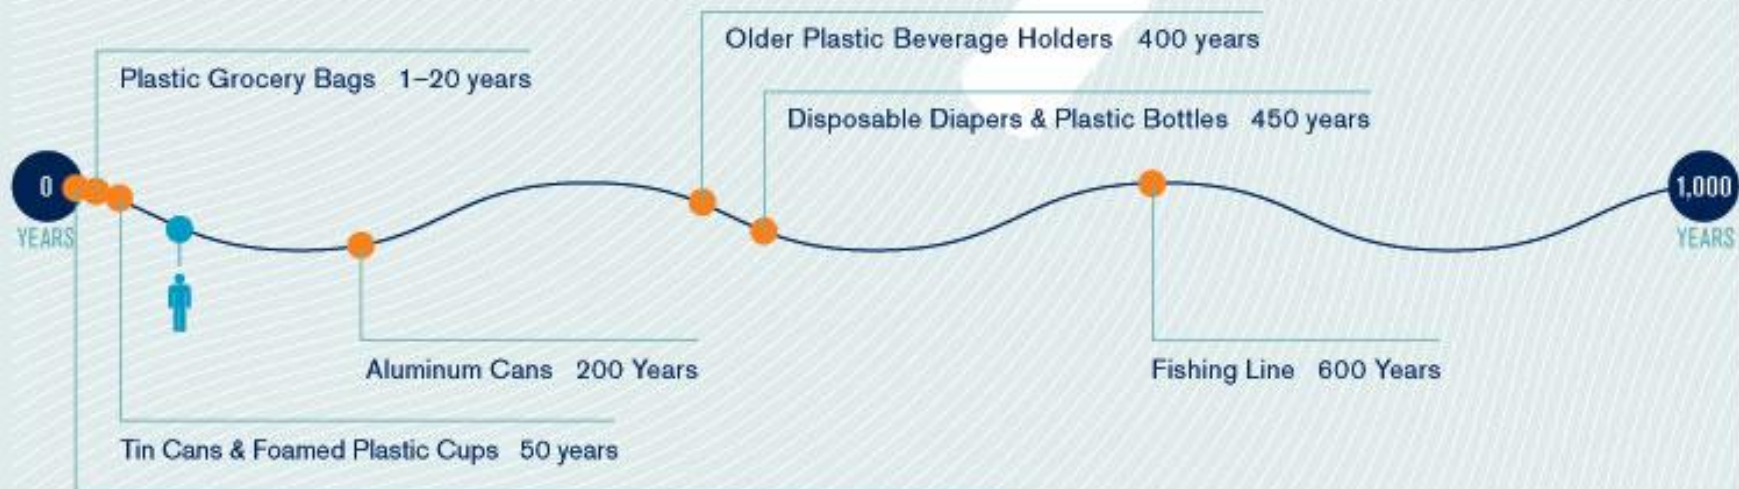 Older Plastic Beverage Holders 400 years
Plastic Grocery Bags 1–20 years
Disposable Diapers & Plastic Bottles 450 years
0
YEARS
1,000
YEARS
Aluminum Cans 200 Years
Fishing Line 600 Years
Tin Cans & Foamed Plastic Cups 50 years